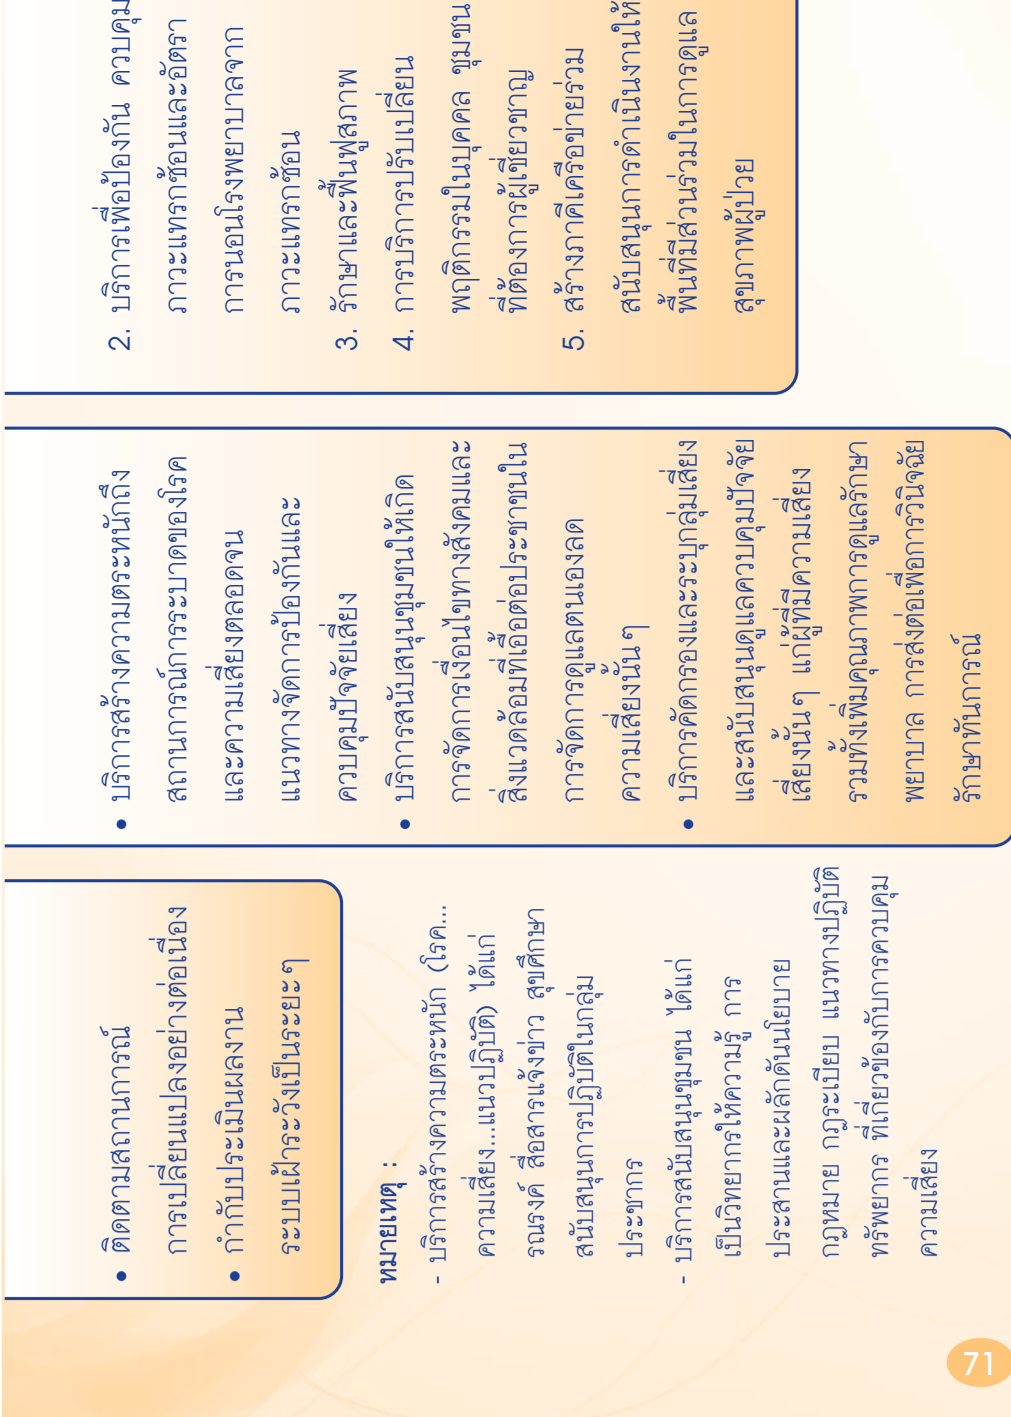 • ติดตามสถานการณ์
การเปลี่ยนแปลงอย่างต่อเนื่อง
• กำกับประเมินผลงาน
ระบบเฝ้าระวังเป็นระยะๆ
หมายเหตุ :
- บริการสร้างความตระหนัก (โรค...
ความเสี่ยง...แนวปฏิบัติ) ได้แก่
รณรงค์ สื่อสารแจ้งข่าว สุขศึกษา
สนับสนุนการปฏิบัติในกลุ่ม
ประชากร
- บริการสนับสนุนชุมชน ได้แก่
เป็นวิทยากรให้ความรู้ การ
ประสานและผลักดันนโยบาย
กฎหมาย กฎระเบียบ แนวทางปฏิบัติ
ทรัพยากร ที่เกี่ยวข้องกับการควบคุม
ความเสี่ยง
• บริการสร้างความตระหนักถึง
สถานการณ์การระบาดของโรค
และความเสี่ยงตลอดจน
แนวทางจัดการป้องกันและ
ควบคุมปัจจัยเสี่ยง
• บริการสนับสนุนชุมชนให้เกิด
การจัดการเงื่อนไขทางสังคมและ
สิ่งแวดล้อมที่เอื้อต่อประชาชนใน
การจัดการดูแลตนเองลด
ความเสี่ยงนั้นๆ
• บริการคัดกรองและระบุกลุ่มเสี่ยง
และสนับสนุนดูแลควบคุมปัจจัย
เสี่ยงนั้นๆ แก่ผู้ที่มีความเสี่ยง
รวมทั้งเพิ่มคุณภาพการดูแลรักษา
พยาบาล การส่งต่อเพื่อการวินิจฉัย
รักษาทันการณ์
2. บริการเพื่อป้องกัน ควบคุม
ภาวะแทรกซ้อนและอัตรา
การนอนโรงพยาบาลจาก
ภาวะแทรกซ้อน
3. รักษาและฟื้นฟูสภาพ
4. การบริการปรับเปลี่ยน
พฤติกรรมในบุคคล ชุมชน
ที่ต้องการผู้เชี่ยวชาญ
5. สร้างภาคีเครือข่ายร่วม
สนับสนุนการดำเนินงานให้
พื้นที่มีส่วนร่วมในการดูแล
สุขภาพผู้ป่วย
71